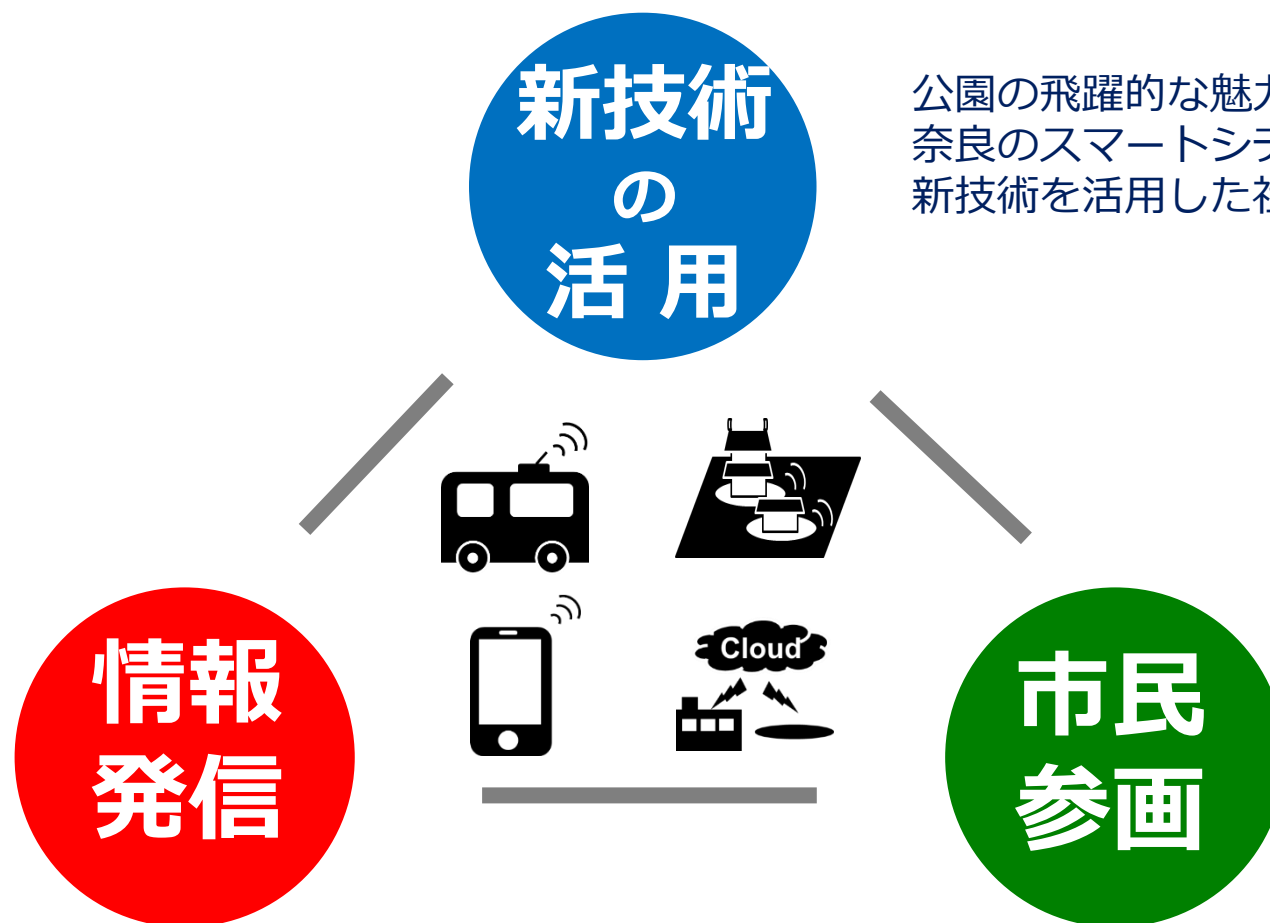 新技術
の
活 用
公園の飛躍的な魅
奈良のスマートシ
新技術を活用した
Cloud
情報
発信
市民
参画